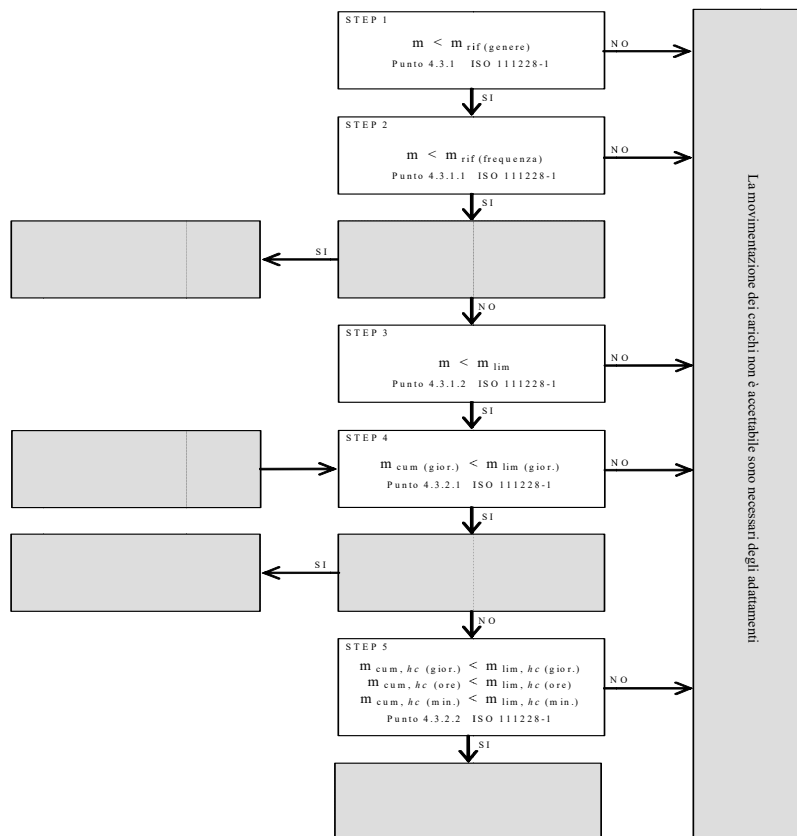 STEP 1
m < m rif (genere)
Punto 4.3.1 ISO 111228-1
NO
SI
STEP 2
m < m rif (frequenza)
Punto 4.3.1.1 ISO 111228-1
NO
SI
SI
NO
STEP 3
m < m lim
Punto 4.3.1.2 ISO 111228-1
NO
SI
STEP 4
m cum (gior.) < m lim (gior.)
Punto 4.3.2.1 ISO 111228-1
NO
SI
SI
NO
STEP 5
m cum, hc (gior.) < m lim, hc (gior.)
m cum, hc (ore) < m lim, hc (ore)
m cum, hc (min.) < m lim, hc (min.)
Punto 4.3.2.2 ISO 111228-1
NO
SI
La movimentazione dei carichi non è accettabile sono necessari degli adattamenti